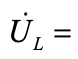 U̇_L =